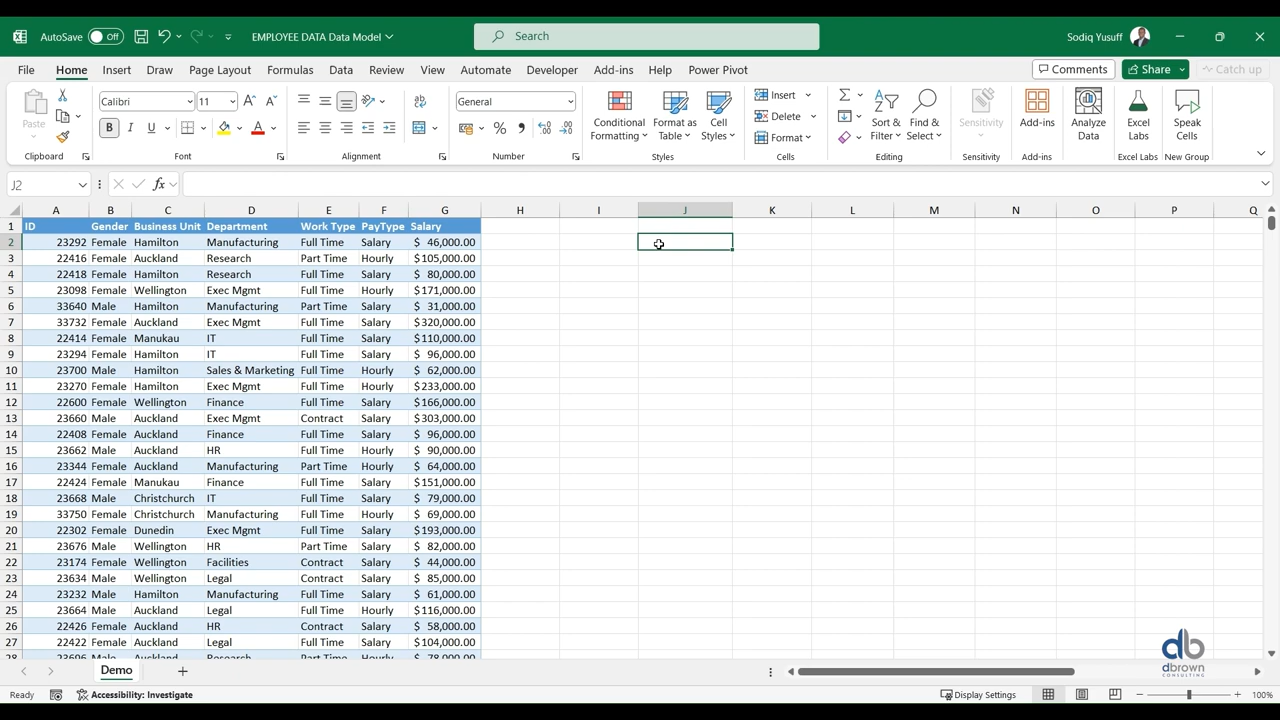 AutoSave Off EMPLOYEE DATA Data Model Search Sodiq Yusuff
File Home Insert Draw Page Layout Formulas Data Review View Automate Developer Add-ins Help Power Pivot Comments Share Catch up
Paste Calibri 11 General Conditional Formatting Format as Table Cell Styles Insert Delete Format Sort & Filter Find & Select Sensitivity Add-ins Analyze Data Excel Labs Speak Cells
B I U
Clipboard Font Alignment Number Styles Cells Editing Sensitivity Add-ins Excel Labs New Group
J2 fx
A B C D E F G H I J K L M N O P Q
1 ID Gender Business Unit Department Work Type PayType Salary
2 23292 Female Hamilton Manufacturing Full Time Salary $ 46,000.00
3 22416 Female Auckland Research Part Time Hourly $105,000.00
4 22418 Female Hamilton Research Full Time Salary $ 80,000.00
5 23098 Female Wellington Exec Mgmt Full Time Hourly $171,000.00
6 33640 Male Hamilton Manufacturing Part Time Salary $ 31,000.00
7 33732 Female Auckland Exec Mgmt Full Time Salary $320,000.00
8 22414 Female Manukau IT Full Time Salary $110,000.00
9 23294 Female Hamilton IT Full Time Salary $ 96,000.00
10 23700 Male Hamilton Sales & Marketing Full Time Hourly $ 62,000.00
11 23270 Female Hamilton Exec Mgmt Full Time Hourly $233,000.00
12 22600 Female Wellington Finance Full Time Salary $166,000.00
13 23660 Male Auckland Exec Mgmt Contract Salary $303,000.00
14 22408 Female Auckland Finance Full Time Salary $ 96,000.00
15 23662 Male Auckland HR Full Time Hourly $ 90,000.00
16 23344 Female Auckland Manufacturing Part Time Hourly $ 64,000.00
17 22424 Female Manukau Finance Full Time Salary $151,000.00
18 23668 Male Christchurch IT Full Time Salary $ 79,000.00
19 33750 Female Christchurch Manufacturing Full Time Hourly $ 69,000.00
20 22302 Female Dunedin Exec Mgmt Full Time Salary $193,000.00
21 23676 Male Wellington HR Part Time Salary $ 82,000.00
22 23174 Female Wellington Facilities Contract Salary $ 44,000.00
23 23634 Male Wellington Legal Contract Salary $ 85,000.00
24 23232 Male Hamilton Manufacturing Full Time Salary $ 61,000.00
25 23664 Male Auckland Legal Full Time Hourly $116,000.00
26 22426 Female Auckland HR Contract Salary $ 58,000.00
27 22422 Female Auckland Legal Full Time Salary $104,000.00
28 23696 Male Auckland Research Part Time Hourly $ 78,000.00
db
dbrown
CONSULTING
Demo
Ready Accessibility: Investigate Display Settings 100%